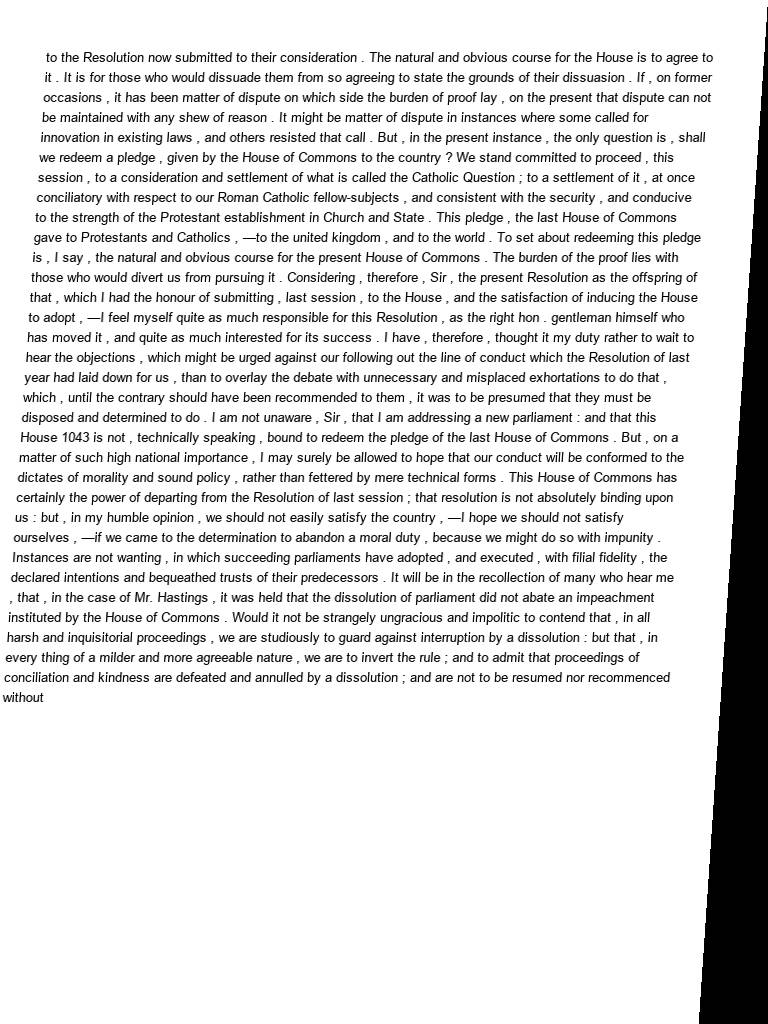 to the Resolution now submitted to their consideration . The natural and obvious course for the House is to agree to
it . It is for those who would dissuade them from so agreeing to state the grounds of their dissuasion . If , on former
occasions , it has been matter of dispute on which side the burden of proof lay , on the present that dispute can not
be maintained with any shew of reason . It might be matter of dispute in instances where some called for
innovation in existing laws , and others resisted that call . But , in the present instance , the only question is , shall
we redeem a pledge , given by the House of Commons to the country ? We stand committed to proceed , this
session , to a consideration and settlement of what is called the Catholic Question ; to a settlement of it , at once
conciliatory with respect to our Roman Catholic fellow-subjects , and consistent with the security , and conducive
to the strength of the Protestant establishment in Church and State . This pledge , the last House of Commons
gave to Protestants and Catholics , —to the united kingdom , and to the world . To set about redeeming this pledge
is , I say , the natural and obvious course for the present House of Commons . The burden of the proof lies with
those who would divert us from pursuing it . Considering , therefore , Sir , the present Resolution as the offspring of
that , which I had the honour of submitting , last session , to the House , and the satisfaction of inducing the House
to adopt , —I feel myself quite as much responsible for this Resolution , as the right hon . gentleman himself who
has moved it , and quite as much interested for its success . I have , therefore , thought it my duty rather to wait to
hear the objections , which might be urged against our following out the line of conduct which the Resolution of last
year had laid down for us , than to overlay the debate with unnecessary and misplaced exhortations to do that ,
which , until the contrary should have been recommended to them , it was to be presumed that they must be
disposed and determined to do . I am not unaware , Sir , that I am addressing a new parliament : and that this
House 1043 is not , technically speaking , bound to redeem the pledge of the last House of Commons . But , on a
matter of such high national importance , I may surely be allowed to hope that our conduct will be conformed to the
dictates of morality and sound policy , rather than fettered by mere technical forms . This House of Commons has
certainly the power of departing from the Resolution of last session ; that resolution is not absolutely binding upon
us : but , in my humble opinion , we should not easily satisfy the country , —I hope we should not satisfy
ourselves , —if we came to the determination to abandon a moral duty , because we might do so with impunity .
Instances are not wanting , in which succeeding parliaments have adopted , and executed , with filial fidelity , the
declared intentions and bequeathed trusts of their predecessors . It will be in the recollection of many who hear me
, that , in the case of Mr. Hastings , it was held that the dissolution of parliament did not abate an impeachment
instituted by the House of Commons . Would it not be strangely ungracious and impolitic to contend that , in all
harsh and inquisitorial proceedings , we are studiously to guard against interruption by a dissolution : but that , in
every thing of a milder and more agreeable nature , we are to invert the rule ; and to admit that proceedings of
conciliation and kindness are defeated and annulled by a dissolution ; and are not to be resumed nor recommenced
without